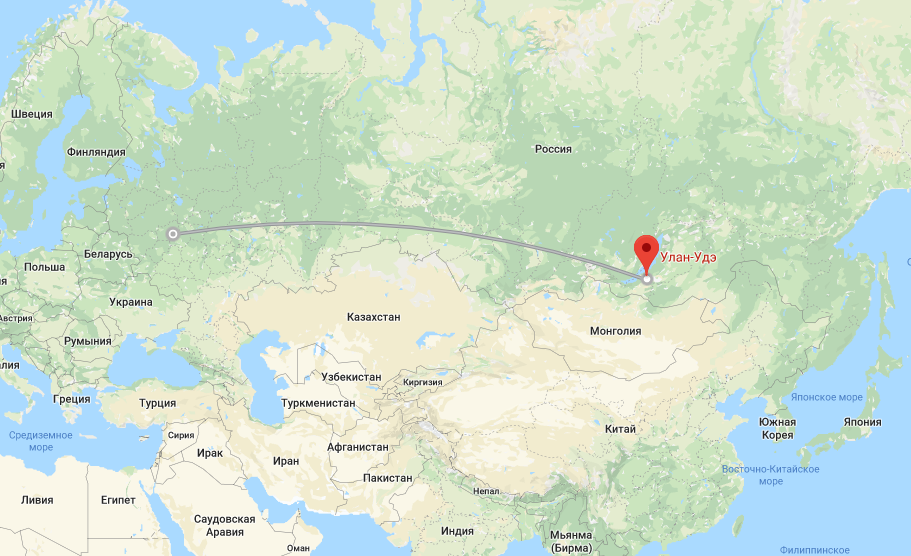 Швеция
Финляндия
Россия
Беларусь
Улан-Удэ
Польша
Украина
Австрия
Казахстан
Монголия
Румыния
Узбекистан
Киргизия
Греция
Турция
Туркменистан
Японское море
Южная
Корея
Япония
Средиземное
море
Сирия
Ирак
Афганистан
Китай
Иран
Пакистан
Восточно-Китайское
море
Непал
Ливия
Египет
Саудовская
Аравия
Индия
Мьянма
(Бирма)
Оман
Филиппинское